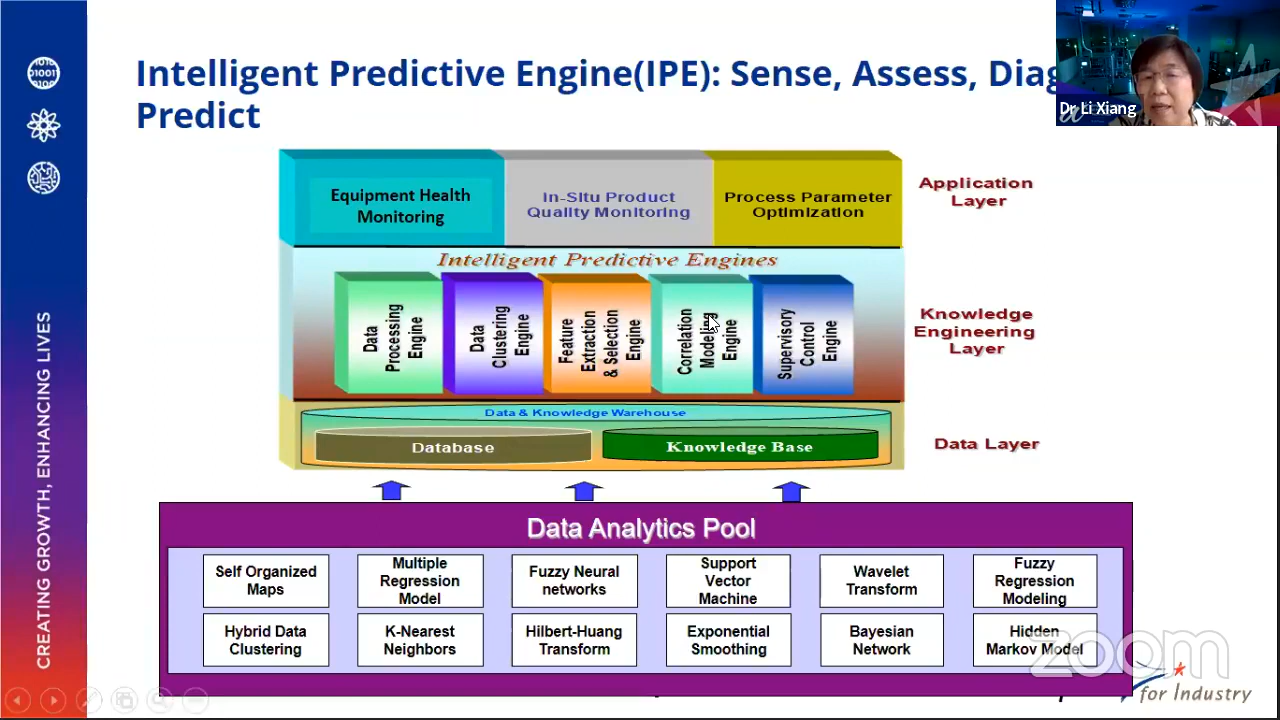 Intelligent Predictive Engine(IPE): Sense, Assess, Diag
Predict
Dr Li Xiang
Equipment Health
Monitoring
In-Situ Product
Quality Monitoring
Process Parameter
Optimization
Application
Layer
Intelligent Predictive Engines
Data
Processing
Engine
Data
Clustering
Engine
Feature
Extraction
& Selection
Engine
Correlation
Modeling
Engine
Supervisory
Control
Engine
Knowledge
Engineering
Layer
Data & Knowledge Warehouse
Database
Knowledge Base
Data Layer
Data Analytics Pool
Self Organized
Maps
Multiple
Regression
Model
Fuzzy Neural
networks
Support
Vector
Machine
Wavelet
Transform
Fuzzy
Regression
Modeling
Hybrid Data
Clustering
K-Nearest
Neighbors
Hilbert-Huang
Transform
Exponential
Smoothing
Bayesian
Network
Hidden
Markov Model
CREATING GROWTH, ENHANCING LIVES
zoom
for Industry